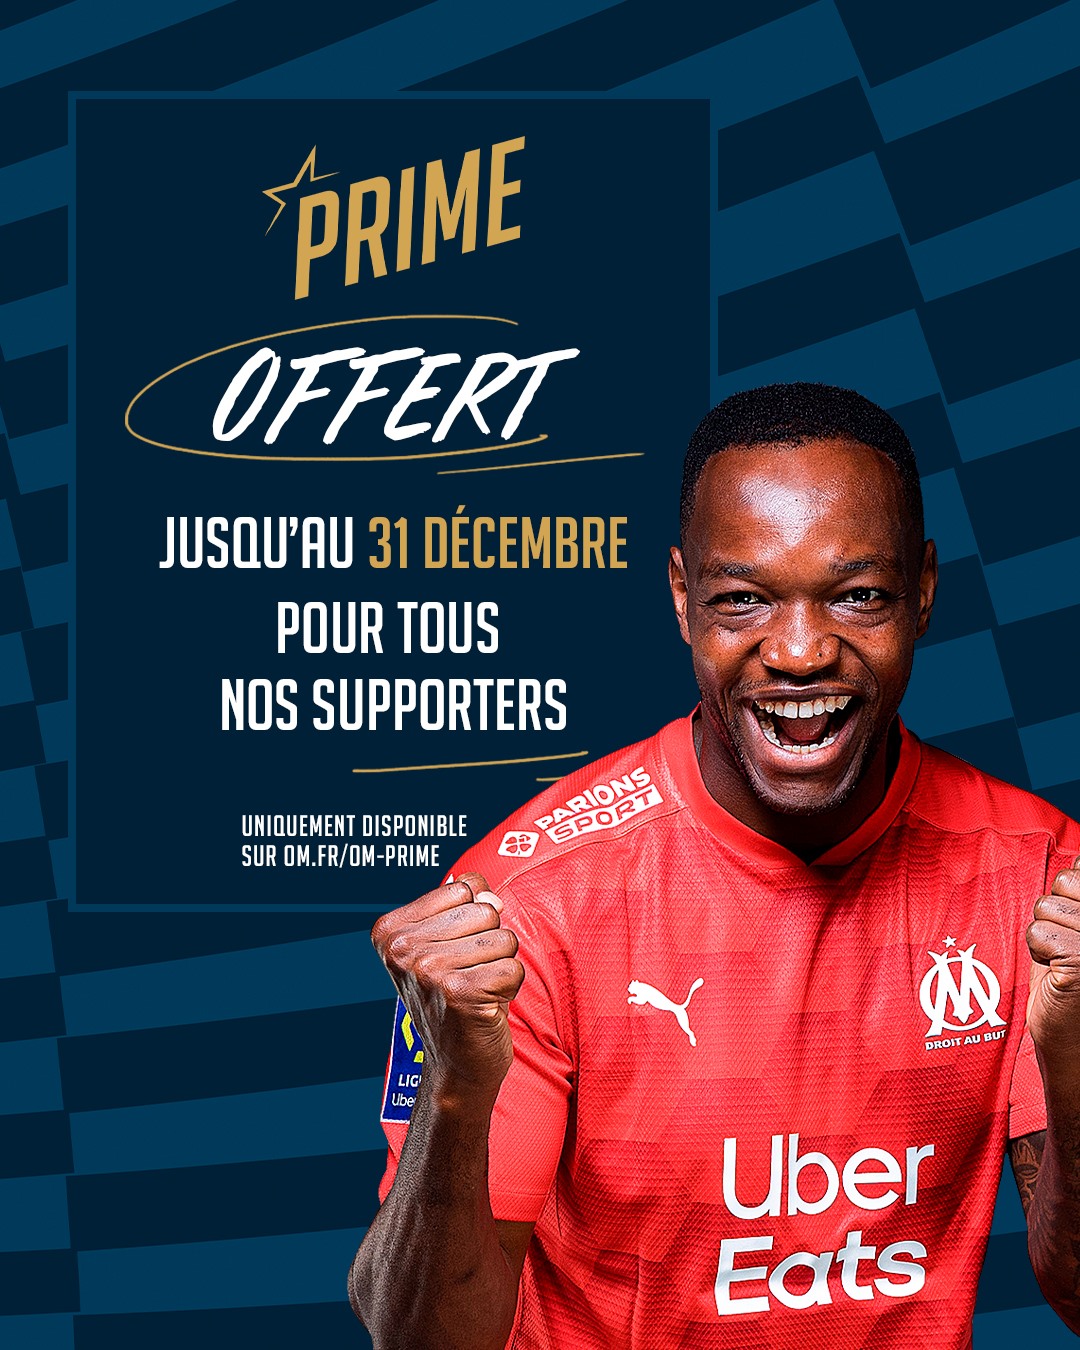 PRIME
OFFERT
JUSQU'AU 31 DÉCEMBRE
POUR TOUS
NOS SUPPORTERS
UNIQUEMENT DISPONIBLE
SUR OM.FR/OM-PRIME
PARIONS
SPORT
DROIT AU BUT
Uber
Eats